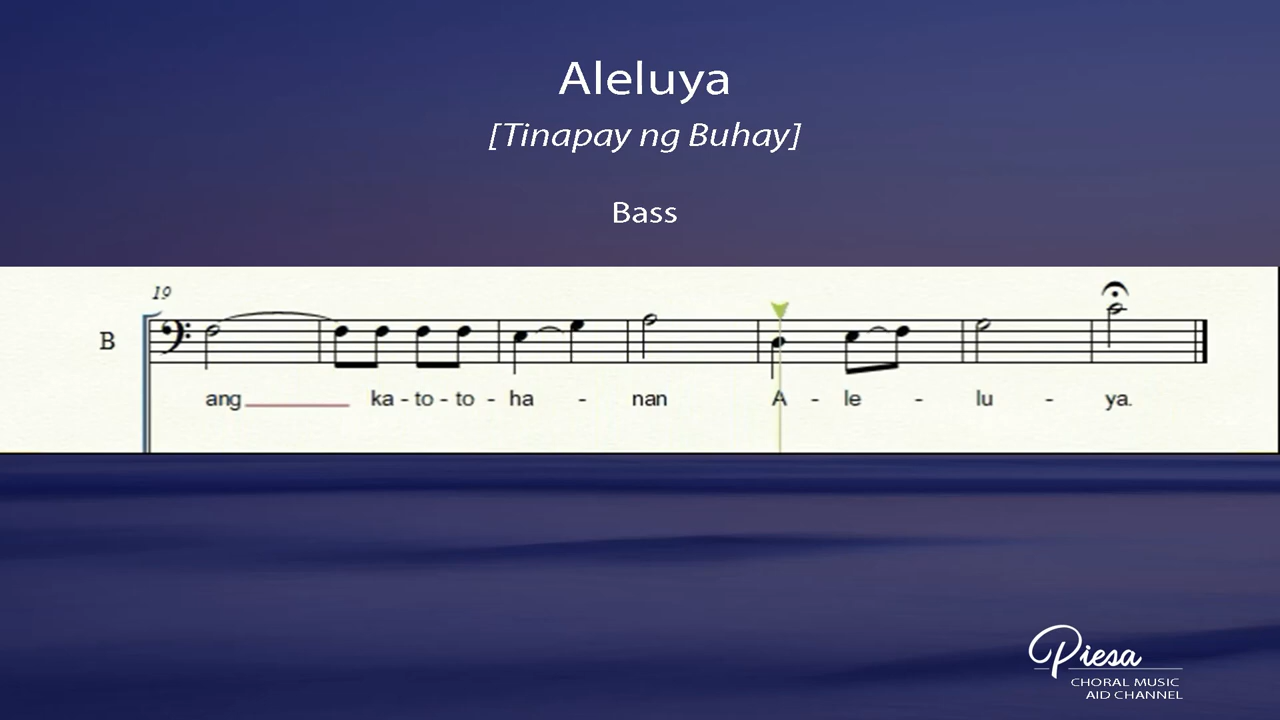 Aleluya
[Tinapay ng Buhay]
Bass
19
B
ang______ ka - to - to - ha - nan A - le - lu - ya.
Piesa
CHORAL MUSIC
AID CHANNEL